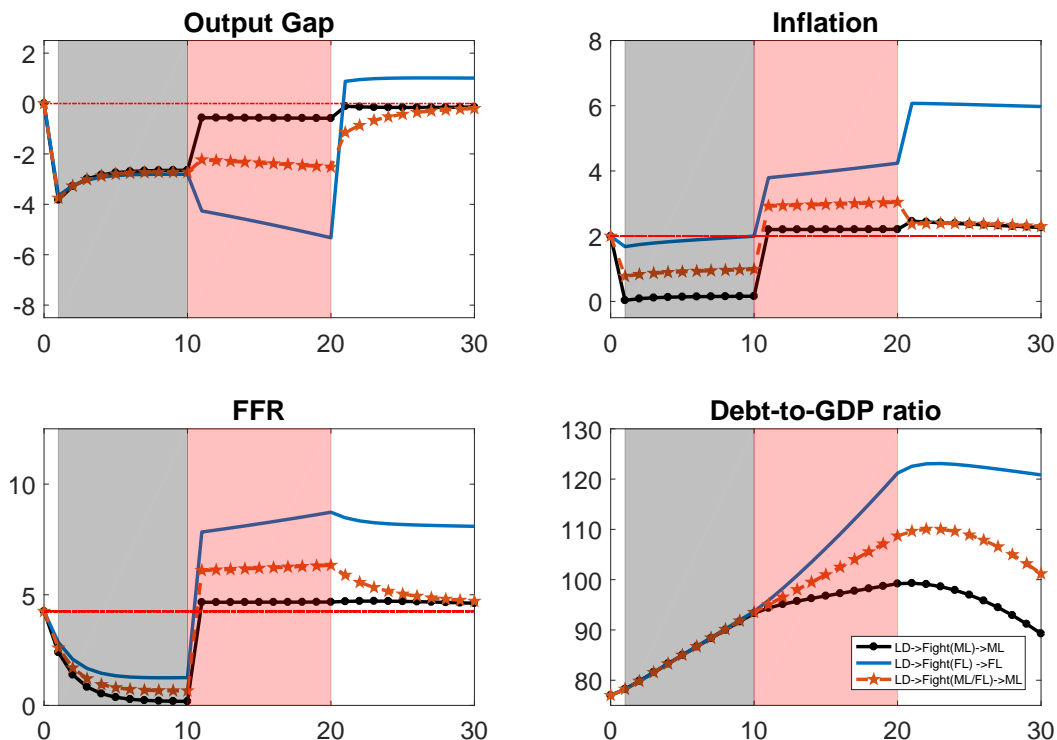 Output Gap
2
0
-2
-4
-6
-8
0 10 20 30
Inflation
8
6
4
2
0
0 10 20 30
FFR
10
5
0
0 10 20 30
Debt-to-GDP ratio
130
120
110
100
90
80
0 10 20 30
LD->Fight(ML)->ML
LD->Fight(FL) ->FL
LD->Fight(ML/FL)->ML